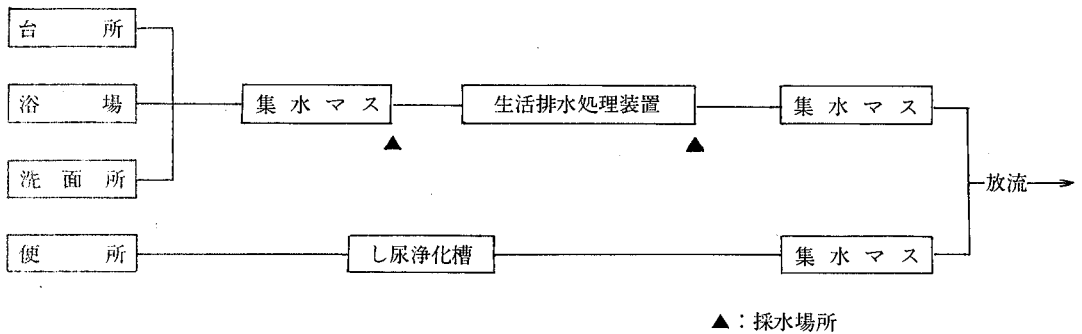 台所
浴場
集水マス
生活排水処理装置
集水マス
洗面所
放流
便所
し尿浄化槽
集水マス
▲:採水場所